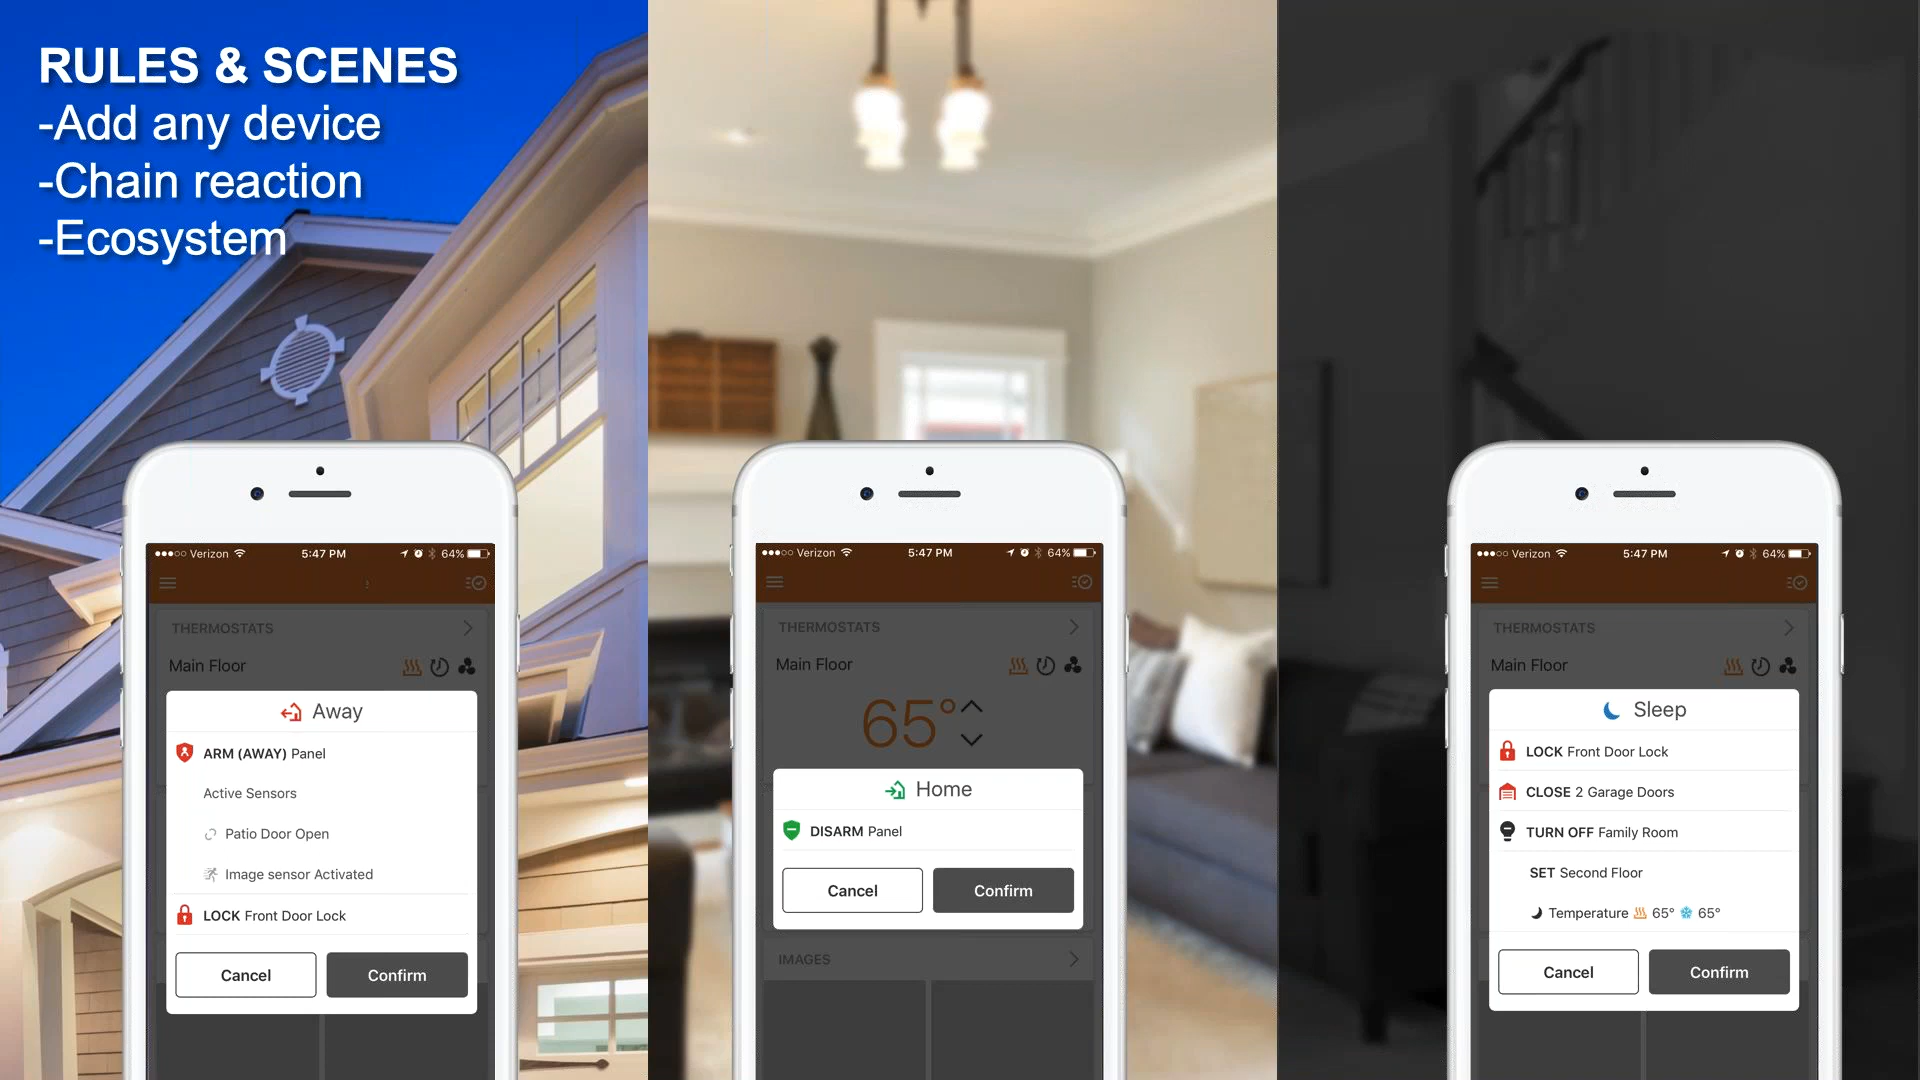 RULES & SCENES
-Add any device
-Chain reaction
-Ecosystem
Verizon 5:47 PM 64%
THERMOSTATS
Main Floor
Away
ARM (AWAY) Panel
Active Sensors
Patio Door Open
Image sensor Activated
LOCK Front Door Lock
Cancel Confirm
Verizon 5:47 PM 64%
THERMOSTATS
Main Floor
65°
Home
DISARM Panel
Cancel Confirm
IMAGES
Verizon 5:47 PM 64%
THERMOSTATS
Main Floor
Sleep
LOCK Front Door Lock
CLOSE 2 Garage Doors
TURN OFF Family Room
SET Second Floor
Temperature 65° 65°
Cancel Confirm